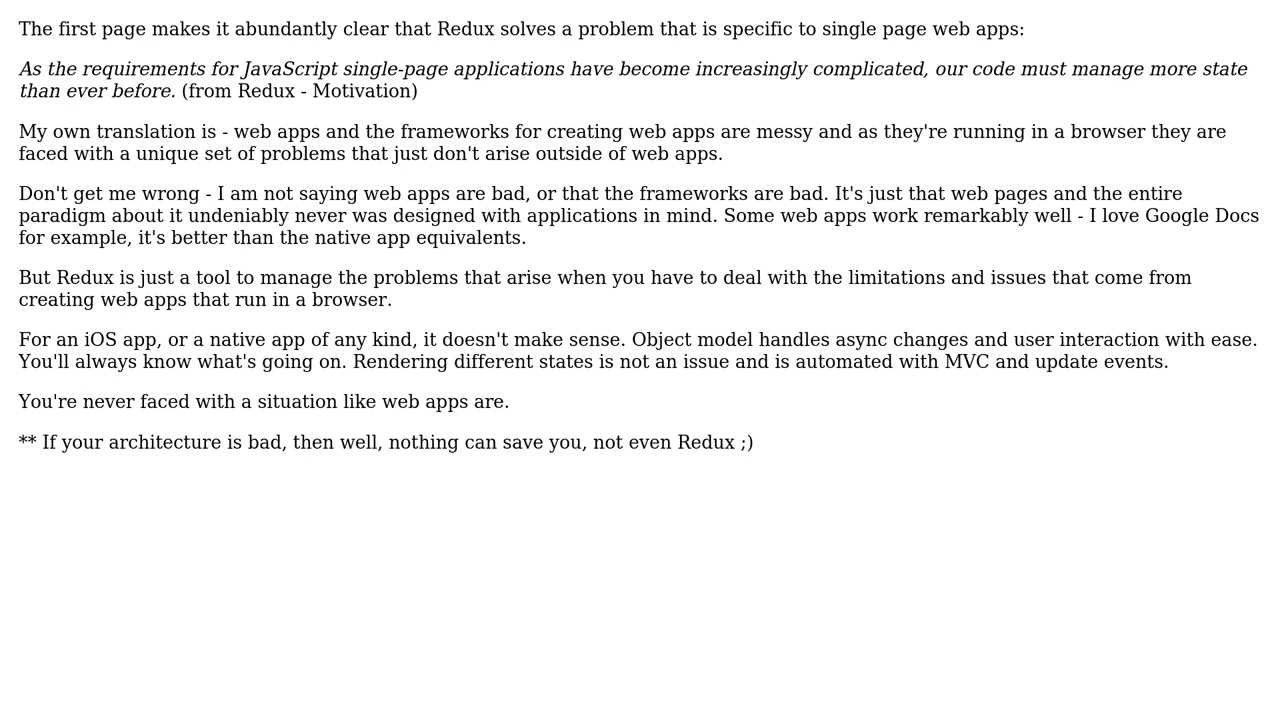 The first page makes it abundantly clear that Redux solves a problem that is specific to single page web apps:
As the requirements for JavaScript single-page applications have become increasingly complicated, our code must manage more state
than ever before. (from Redux - Motivation)
My own translation is - web apps and the frameworks for creating web apps are messy and as they're running in a browser they are
faced with a unique set of problems that just don't arise outside of web apps.
Don't get me wrong - I am not saying web apps are bad, or that the frameworks are bad. It's just that web pages and the entire
paradigm about it undeniably never was designed with applications in mind. Some web apps work remarkably well - I love Google Docs
for example, it's better than the native app equivalents.
But Redux is just a tool to manage the problems that arise when you have to deal with the limitations and issues that come from
creating web apps that run in a browser.
For an iOS app, or a native app of any kind, it doesn't make sense. Object model handles async changes and user interaction with ease.
You'll always know what's going on. Rendering different states is not an issue and is automated with MVC and update events.
You're never faced with a situation like web apps are.
** If your architecture is bad, then well, nothing can save you, not even Redux ;)